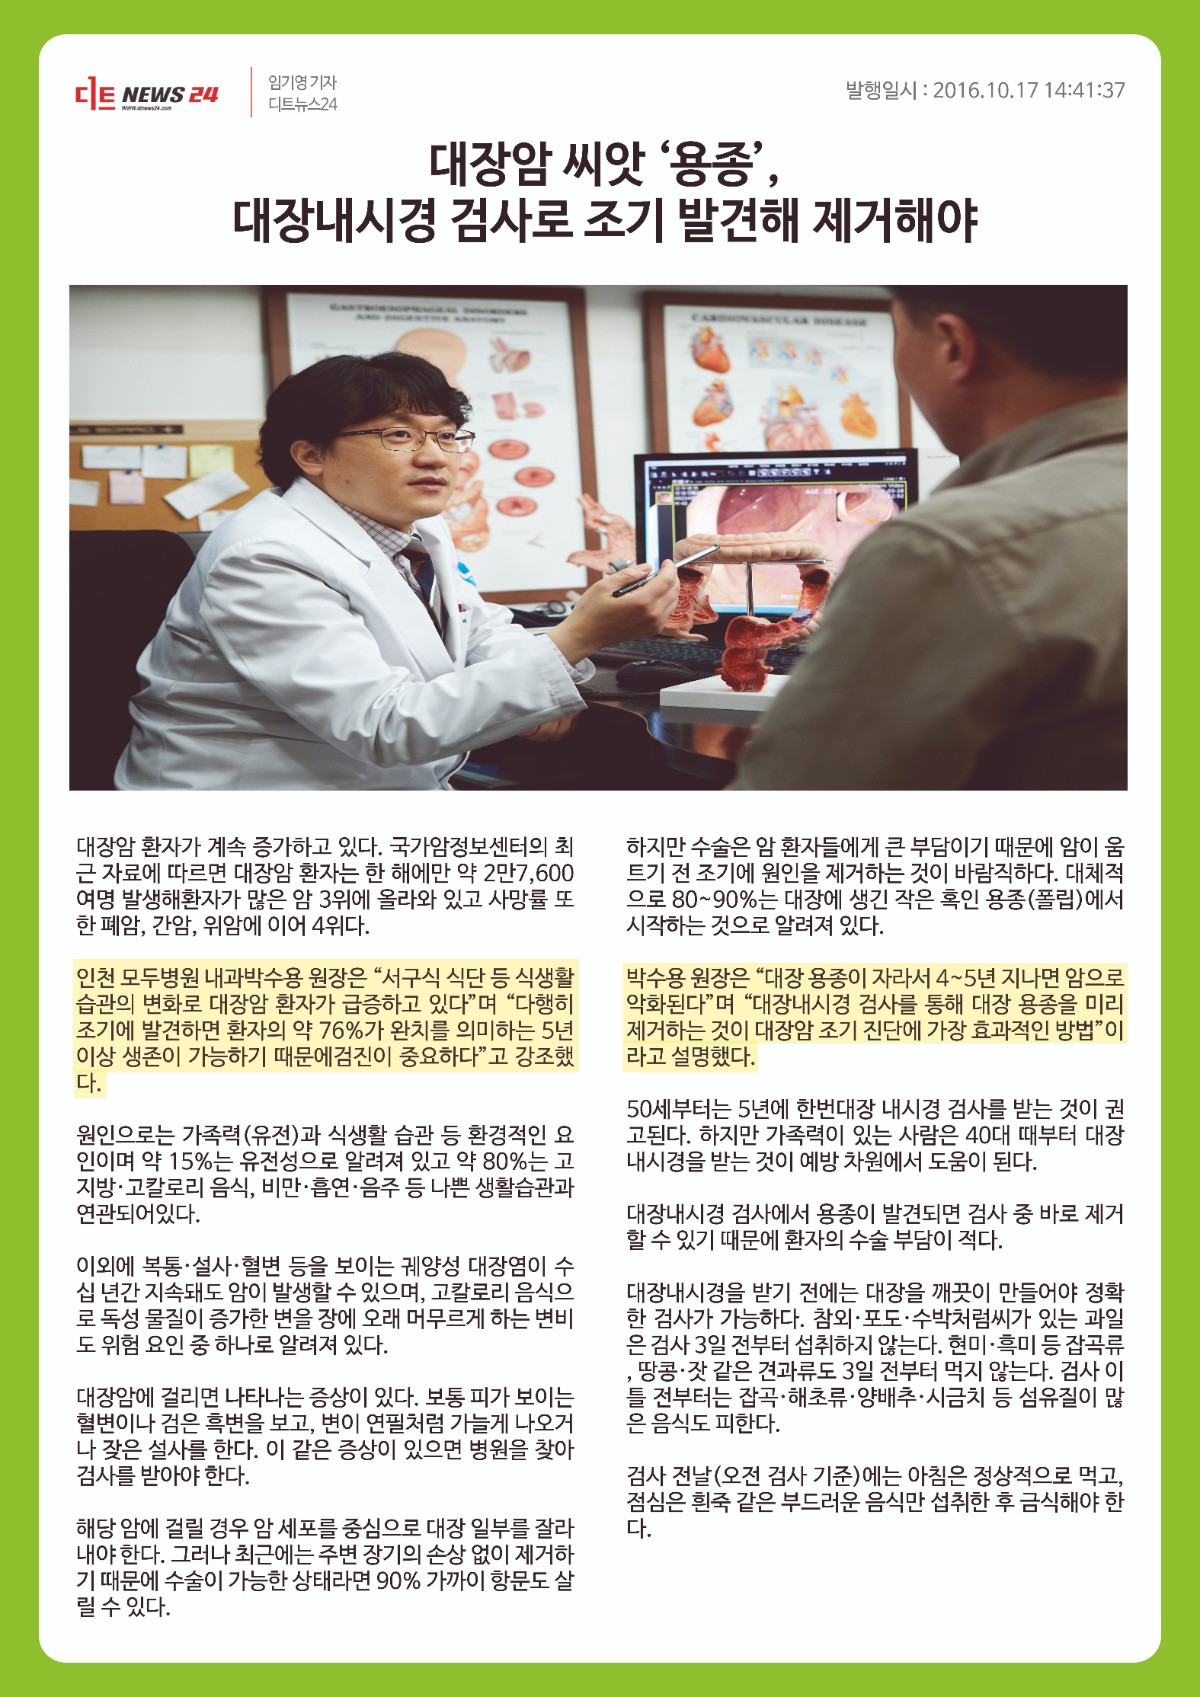 디트 NEWS 24
WWW.dtnews24.com
임기영 기자
디트뉴스24
발행일시 : 2016.10.17 14:41:37
대장암 씨앗 ‘용종’,
대장내시경 검사로 조기 발견해 제거해야
GASTROESOPHAGEAL DISORDERS
AND DIGESTIVE ANATOMY
CARDIOVASCULAR DISEASE
대장암 환자가 계속 증가하고 있다. 국가암정보센터의 최
근 자료에 따르면 대장암 환자는 한 해에만 약 2만7,600
여명 발생해환자가 많은 암 3위에 올라와 있고 사망률 또
한 폐암, 간암, 위암에 이어 4위다.
인천 모두병원 내과박수용 원장은 “서구식 식단 등 식생활
습관의 변화로 대장암 환자가 급증하고 있다”며 “다행히
조기에 발견하면 환자의 약 76%가 완치를 의미하는 5년
이상 생존이 가능하기 때문에검진이 중요하다”고 강조했
다.
원인으로는 가족력(유전)과 식생활 습관 등 환경적인 요
인이며 약 15%는 유전성으로 알려져 있고 약 80%는 고
지방·고칼로리 음식, 비만·흡연·음주 등 나쁜 생활습관과
연관되어있다.
이외에 복통·설사·혈변 등을 보이는 궤양성 대장염이 수
십 년간 지속돼도 암이 발생할 수 있으며, 고칼로리 음식으
로 독성 물질이 증가한 변을 장에 오래 머무르게 하는 변비
도 위험 요인 중 하나로 알려져 있다.
대장암에 걸리면 나타나는 증상이 있다. 보통 피가 보이는
혈변이나 검은 흑변을 보고, 변이 연필처럼 가늘게 나오거
나 잦은 설사를 한다. 이 같은 증상이 있으면 병원을 찾아
검사를 받아야 한다.
해당 암에 걸릴 경우 암 세포를 중심으로 대장 일부를 잘라
내야 한다. 그러나 최근에는 주변 장기의 손상 없이 제거하
기 때문에 수술이 가능한 상태라면 90% 가까이 항문도 살
릴 수 있다.
하지만 수술은 암 환자들에게 큰 부담이기 때문에 암이 움
트기 전 조기에 원인을 제거하는 것이 바람직하다. 대체적
으로 80~90%는 대장에 생긴 작은 혹인 용종(폴립)에서
시작하는 것으로 알려져 있다.
박수용 원장은 “대장 용종이 자라서 4~5년 지나면 암으로
악화된다”며 “대장내시경 검사를 통해 대장 용종을 미리
제거하는 것이 대장암 조기 진단에 가장 효과적인 방법”이
라고 설명했다.
50세부터는 5년에 한번대장 내시경 검사를 받는 것이 권
고된다. 하지만 가족력이 있는 사람은 40대 때부터 대장
내시경을 받는 것이 예방 차원에서 도움이 된다.
대장내시경 검사에서 용종이 발견되면 검사 중 바로 제거
할 수 있기 때문에 환자의 수술 부담이 적다.
대장내시경을 받기 전에는 대장을 깨끗이 만들어야 정확
한 검사가 가능하다. 참외·포도·수박처럼씨가 있는 과일
은 검사 3일 전부터 섭취하지 않는다. 현미·흑미 등 잡곡류
, 땅콩·잣 같은 견과류도 3일 전부터 먹지 않는다. 검사 이
틀 전부터는 잡곡·해초류·양배추·시금치 등 섬유질이 많
은 음식도 피한다.
검사 전날(오전 검사 기준)에는 아침은 정상적으로 먹고,
점심은 흰죽 같은 부드러운 음식만 섭취한 후 금식해야 한
다.